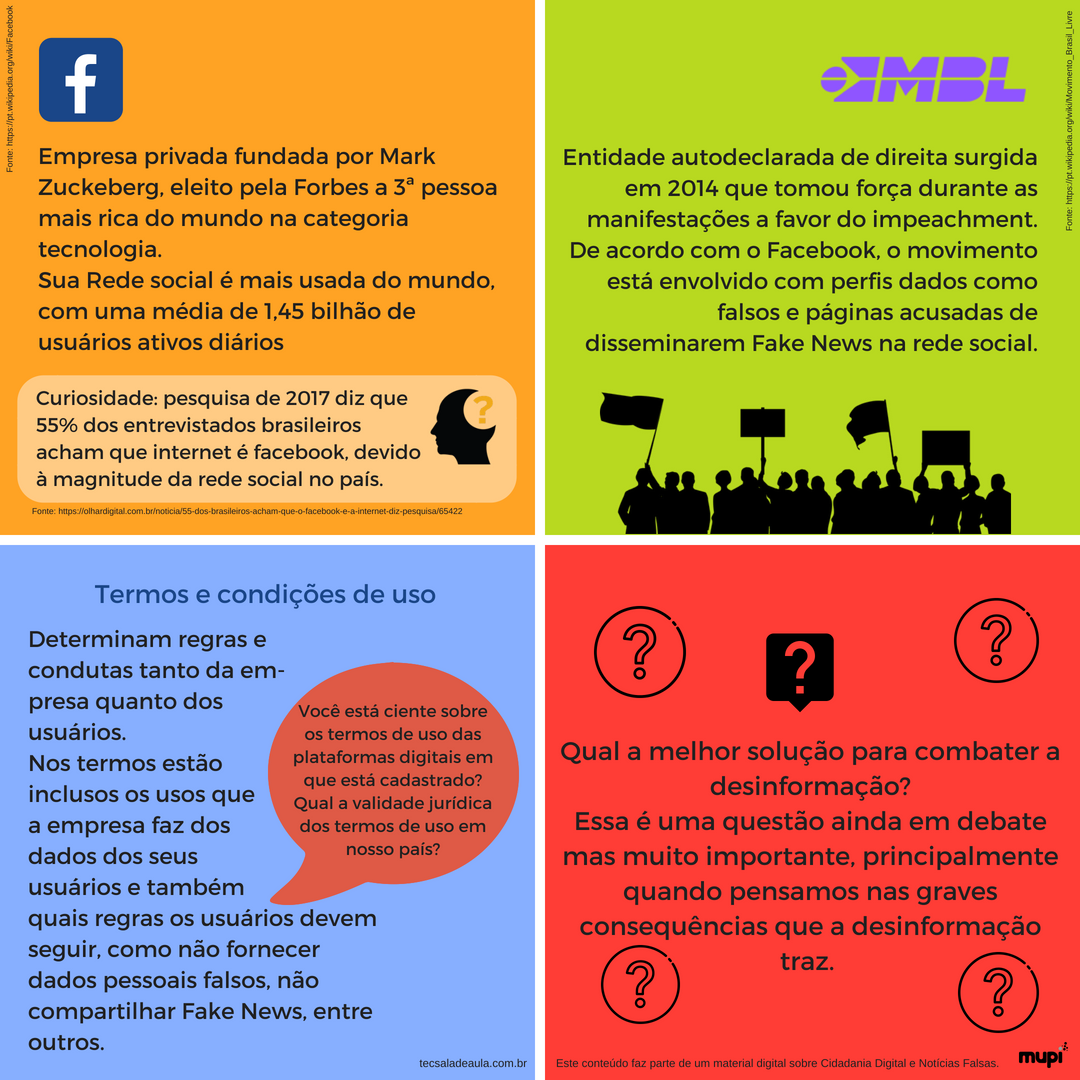 Fonte: https://pt.wikipedia.org/wiki/Facebook
f
Empresa privada fundada por Mark
Zuckeberg, eleito pela Forbes a 3ª pessoa
mais rica do mundo na categoria
tecnologia.
Sua Rede social é mais usada do mundo,
com uma média de 1,45 bilhão de
usuários ativos diários
Curiosidade: pesquisa de 2017 diz que
55% dos entrevistados brasileiros
acham que internet é facebook, devido
à magnitude da rede social no país.
?
Fonte: https://olhardigital.com.br/noticia/55-dos-brasileiros-acham-que-o-facebook-e-a-internet-diz-pesquisa/65422
MBL
Fonte: https://pt.wikipedia.org/wiki/Movimento_Brasil_Livre
Entidade autodeclarada de direita surgida
em 2014 que tomou força durante as
manifestações a favor do impeachment.
De acordo com o Facebook, o movimento
está envolvido com perfis dados como
falsos e páginas acusadas de
disseminarem Fake News na rede social.
Termos e condições de uso
Determinam regras e
condutas tanto da em-
presa quanto dos
usuários.
Nos termos estão
inclusos os usos que
a empresa faz dos
dados dos seus
usuários e também
quais regras os usuários devem
seguir, como não fornecer
dados pessoais falsos, não
compartilhar Fake News, entre
outros.
Você está ciente sobre
os termos de uso das
plataformas digitais em
que está cadastrado?
Qual a validade jurídica
dos termos de uso em
nosso país?
tecsaladeaula.com.br
?
?
?
Qual a melhor solução para combater a
desinformação?
Essa é uma questão ainda em debate
mas muito importante, principalmente
quando pensamos nas graves
consequências que a desinformação
traz.
?
?
Este conteúdo faz parte de um material digital sobre Cidadania Digital e Notícias Falsas.
mupi